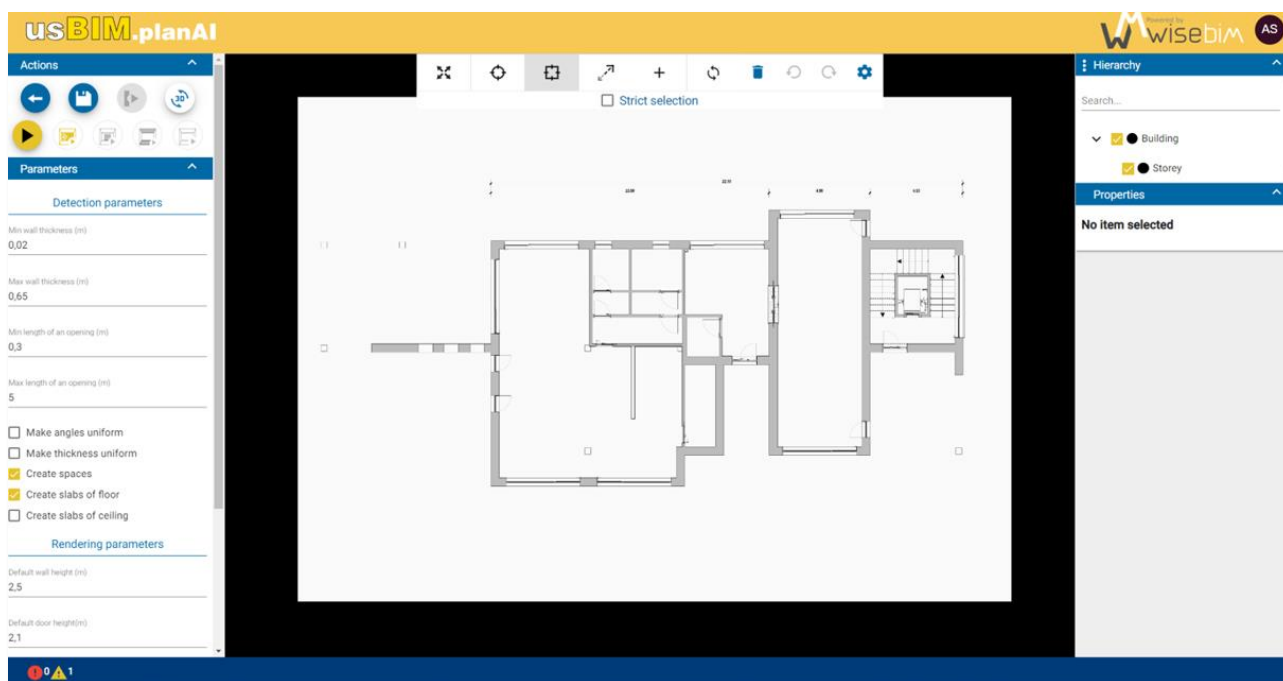 usBIM.planAI
Powered by
wisebim
AS
Actions
3D
Parameters
Detection parameters
Min wall thickness (m)
0,02
Max wall thickness (m)
0,65
Min length of an opening (m)
0,3
Max length of an opening (m)
5
Make angles uniform
Make thickness uniform
Create spaces
Create slabs of floor
Create slabs of ceiling
Rendering parameters
Default wall height (m)
2,5
Default door height(m)
2,1
0 1
Strict selection
Hierarchy
Search...
Building
Storey
Properties
No item selected